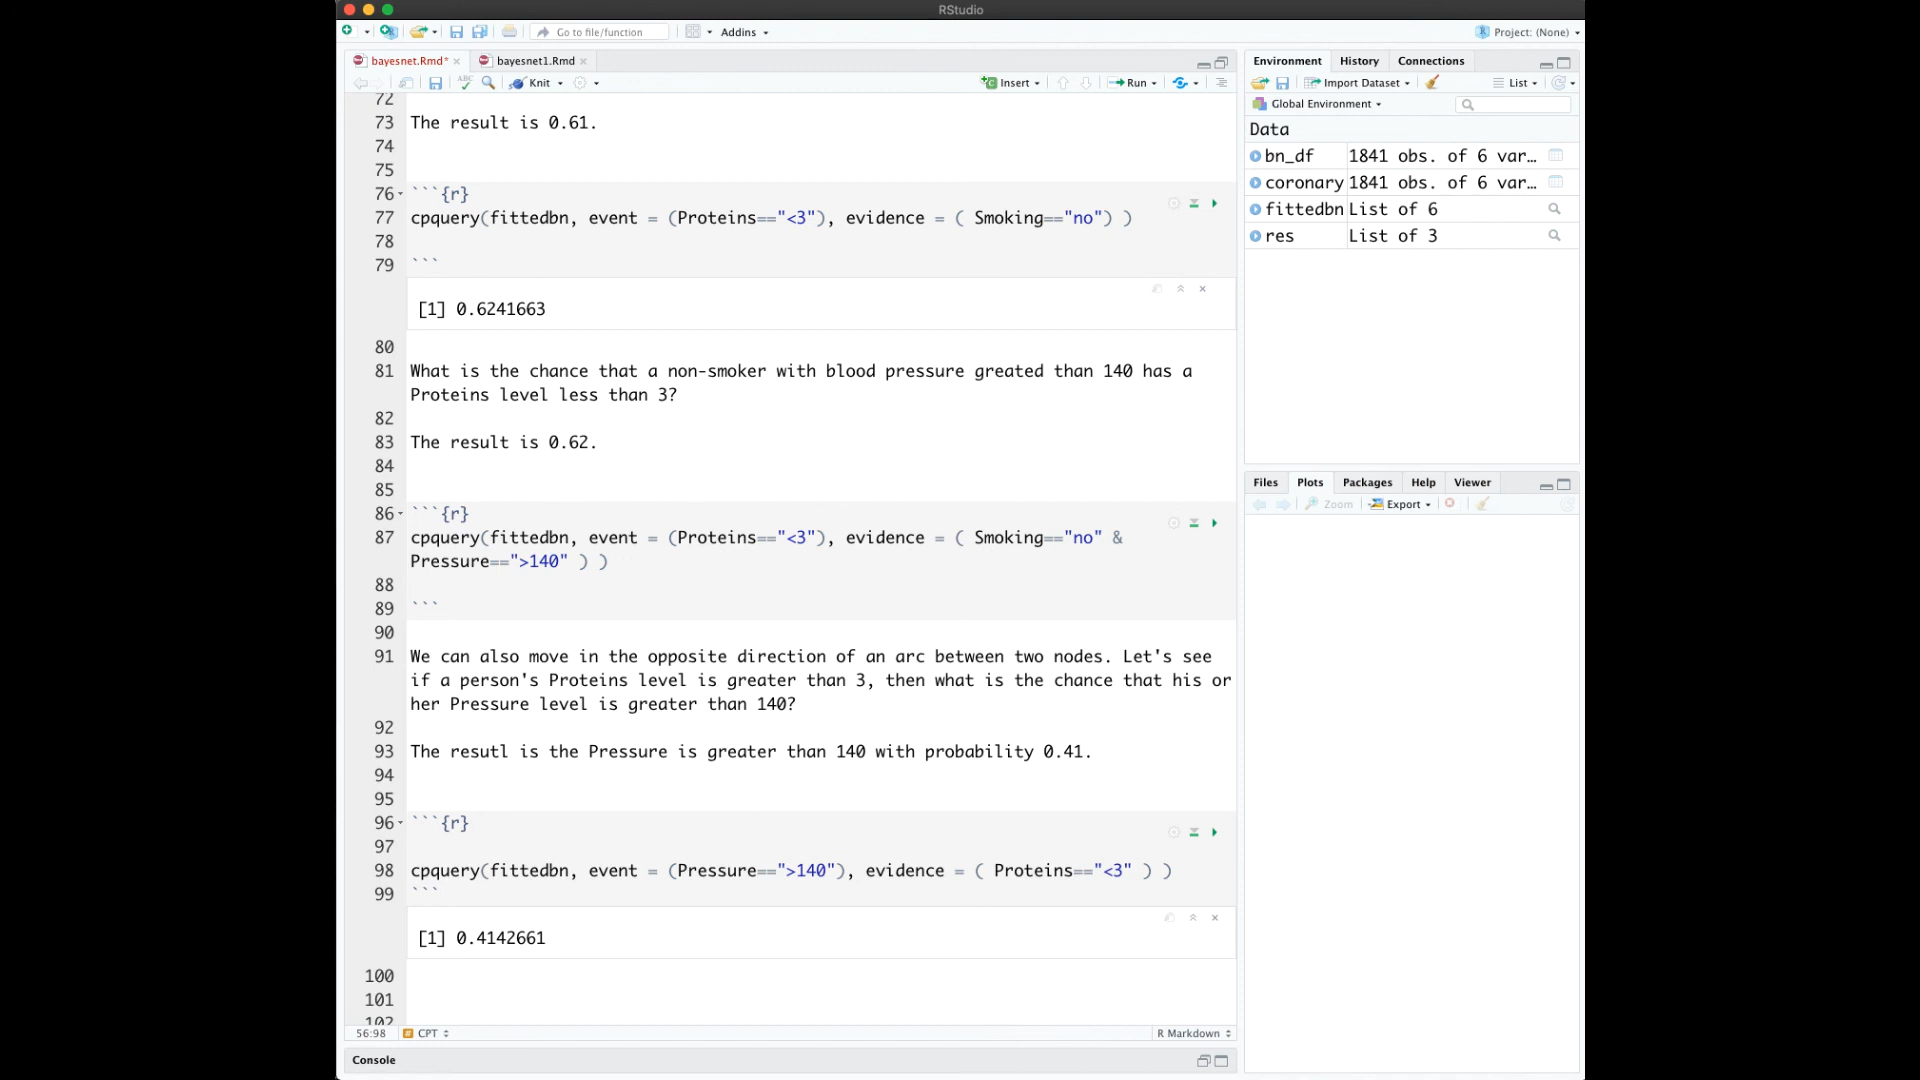 RStudio
Go to file/function
Addins
Project: (None)
bayesnet.Rmd*
bayesnet1.Rmd
ABC
Knit
Insert
Run
72
73 The result is 0.61.
74
75
76 ```{r}
77 cpquery(fittedbn, event = (Proteins=="<3"), evidence = ( Smoking=="no") )
78
79 ```
[1] 0.6241663
80
81 What is the chance that a non-smoker with blood pressure greated than 140 has a
Proteins level less than 3?
82
83 The result is 0.62.
84
85
86 ```{r}
87 cpquery(fittedbn, event = (Proteins=="<3"), evidence = ( Smoking=="no" &
Pressure==">140" ) )
88
89 ```
90
91 We can also move in the opposite direction of an arc between two nodes. Let's see
if a person's Proteins level is greater than 3, then what is the chance that his or
her Pressure level is greater than 140?
92
93 The resutl is the Pressure is greater than 140 with probability 0.41.
94
95
96 ```{r}
97
98 cpquery(fittedbn, event = (Pressure==">140"), evidence = ( Proteins=="<3" ) )
99 ```
[1] 0.4142661
100
101
102
56:98
# CPT
R Markdown
Console
Environment
History
Connections
Import Dataset
List
Global Environment
Data
bn_df 1841 obs. of 6 var…
coronary 1841 obs. of 6 var…
fittedbn List of 6
res List of 3
Files
Plots
Packages
Help
Viewer
Zoom
Export